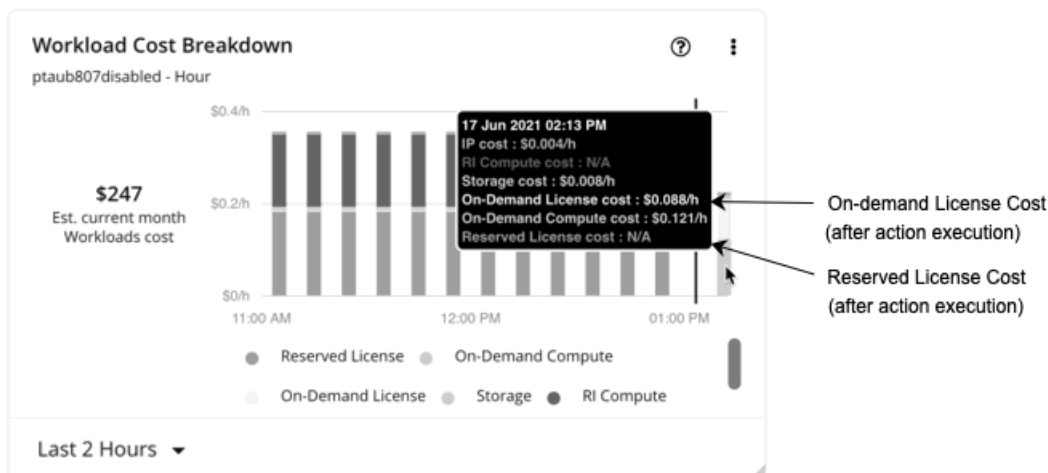 Workload Cost Breakdown
ptaub807disabled - Hour
$0.4/h
17 Jun 2021 02:13 PM
IP cost : $0.004/h
RI Compute cost : N/A
Storage cost : $0.008/h
On-Demand License cost : $0.088/h
On-Demand Compute cost : $0.121/h
Reserved License cost : N/A
$247
Est. current month
Workloads cost
$0.2/h
$0/h
11:00 AM 12:00 PM 01:00 PM
Reserved License On-Demand Compute
On-Demand License Storage RI Compute
Last 2 Hours
On-demand License Cost
(after action execution)
Reserved License Cost
(after action execution)